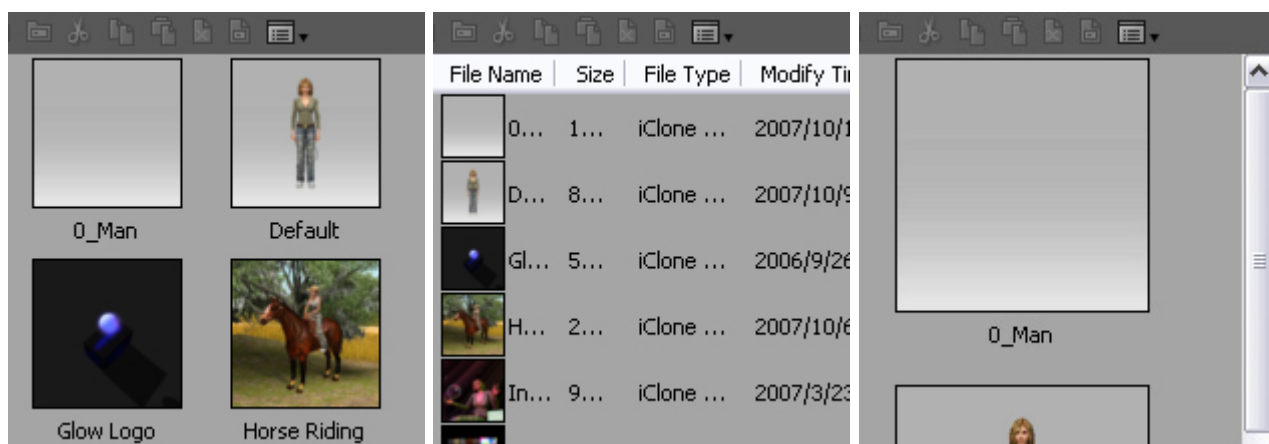 0_Man
Default
Glow Logo
Horse Riding
File Name Size File Type Modify Ti
0... 1... iClone ... 2007/10/1
D... 8... iClone ... 2007/10/9
Gl... 5... iClone ... 2006/9/26
H... 2... iClone ... 2007/10/6
In... 9... iClone ... 2007/3/23
0_Man